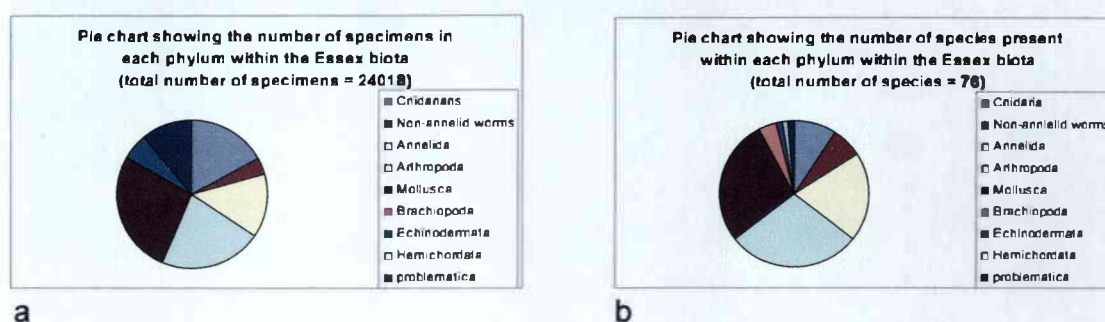 Pie chart showing the number of specimens in
each phylum within the Essex biota
(total number of specimens = 24018)
Cnidarians
Non-annelid worms
Annelida
Arthropoda
Mollusca
Brachiopoda
Echinodermata
Hemichordata
problematica
a
Pie chart showing the number of species present
within each phylum within the Essex biota
(total number of species = 76)
Cnidaria
Non-annielid worms
Annelida
Arthropoda
Mollusca
Brachiopoda
Echinodermata
Hemichordata
problematica
b